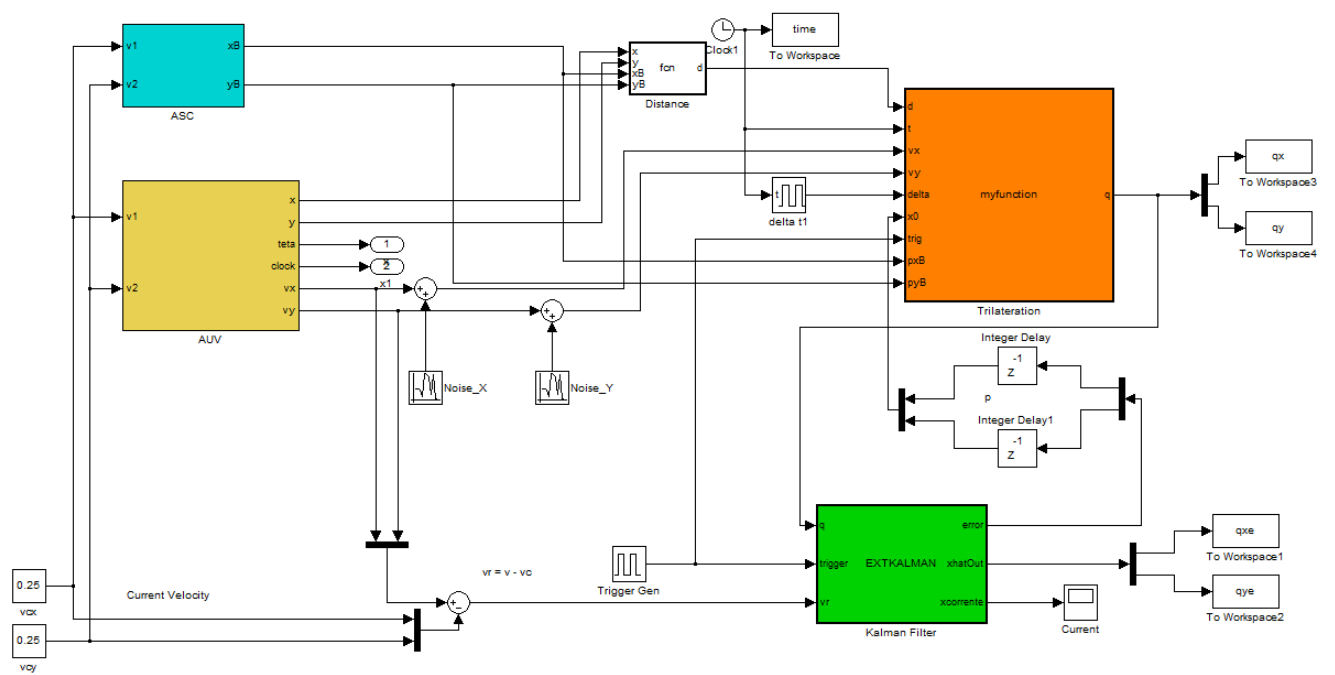 v1
v2
xB
yB
ASC
x
y
xB
yB
fcn
d
Distance
Clock1
time
To Workspace
v1
v2
x
y
teta
clock
vx
vy
AUV
1
2
x1
Noise_X
Noise_Y
t
delta t1
d
t
vx
vy
delta
x0
trig
pxB
pyB
myfunction
q
Trilateration
qx
To Workspace3
qy
To Workspace4
Integer Delay
-1
Z
p
Integer Delay1
-1
Z
0.25
vcx
Current Velocity
0.25
vcy
vr = v - vc
Trigger Gen
q
trigger
vr
EXTKALMAN
error
xhatOut
xcorrente
Kalman Filter
Current
qxe
To Workspace1
qye
To Workspace2